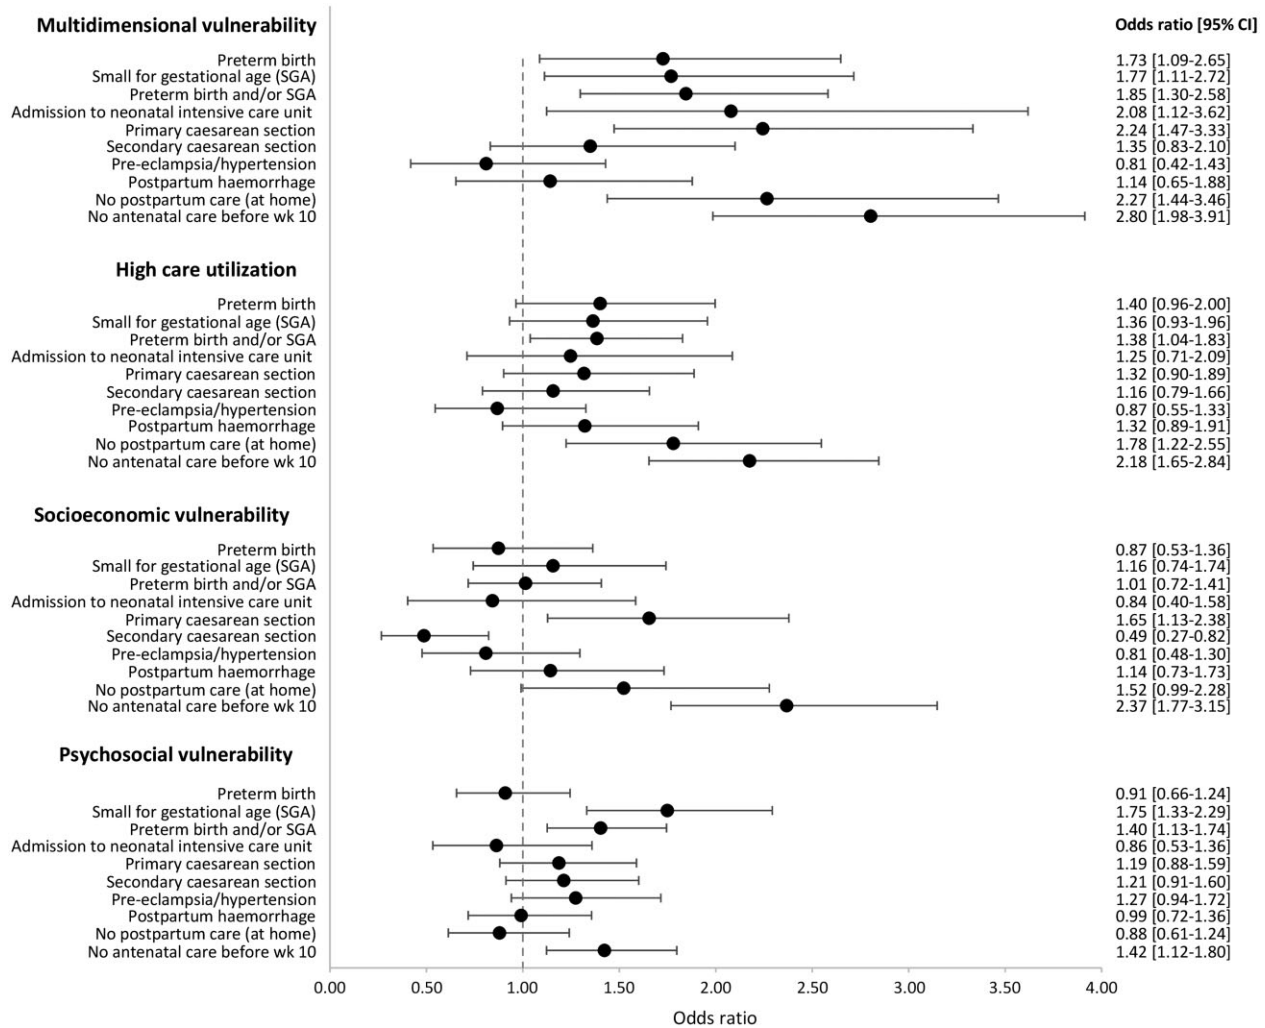 Multidimensional vulnerability Odds ratio [95% CI]
Preterm birth 1.73 [1.09-2.65]
Small for gestational age (SGA) 1.77 [1.11-2.72]
Preterm birth and/or SGA 1.85 [1.30-2.58]
Admission to neonatal intensive care unit 2.08 [1.12-3.62]
Primary caesarean section 2.24 [1.47-3.33]
Secondary caesarean section 1.35 [0.83-2.10]
Pre-eclampsia/hypertension 0.81 [0.42-1.43]
Postpartum haemorrhage 1.14 [0.65-1.88]
No postpartum care (at home) 2.27 [1.44-3.46]
No antenatal care before wk 10 2.80 [1.98-3.91]
High care utilization
Preterm birth 1.40 [0.96-2.00]
Small for gestational age (SGA) 1.36 [0.93-1.96]
Preterm birth and/or SGA 1.38 [1.04-1.83]
Admission to neonatal intensive care unit 1.25 [0.71-2.09]
Primary caesarean section 1.32 [0.90-1.89]
Secondary caesarean section 1.16 [0.79-1.66]
Pre-eclampsia/hypertension 0.87 [0.55-1.33]
Postpartum haemorrhage 1.32 [0.89-1.91]
No postpartum care (at home) 1.78 [1.22-2.55]
No antenatal care before wk 10 2.18 [1.65-2.84]
Socioeconomic vulnerability
Preterm birth 0.87 [0.53-1.36]
Small for gestational age (SGA) 1.16 [0.74-1.74]
Preterm birth and/or SGA 1.01 [0.72-1.41]
Admission to neonatal intensive care unit 0.84 [0.40-1.58]
Primary caesarean section 1.65 [1.13-2.38]
Secondary caesarean section 0.49 [0.27-0.82]
Pre-eclampsia/hypertension 0.81 [0.48-1.30]
Postpartum haemorrhage 1.14 [0.73-1.73]
No postpartum care (at home) 1.52 [0.99-2.28]
No antenatal care before wk 10 2.37 [1.77-3.15]
Psychosocial vulnerability
Preterm birth 0.91 [0.66-1.24]
Small for gestational age (SGA) 1.75 [1.33-2.29]
Preterm birth and/or SGA 1.40 [1.13-1.74]
Admission to neonatal intensive care unit 0.86 [0.53-1.36]
Primary caesarean section 1.19 [0.88-1.59]
Secondary caesarean section 1.21 [0.91-1.60]
Pre-eclampsia/hypertension 1.27 [0.94-1.72]
Postpartum haemorrhage 0.99 [0.72-1.36]
No postpartum care (at home) 0.88 [0.61-1.24]
No antenatal care before wk 10 1.42 [1.12-1.80]
0.00 0.50 1.00 1.50 2.00 2.50 3.00 3.50 4.00
Odds ratio